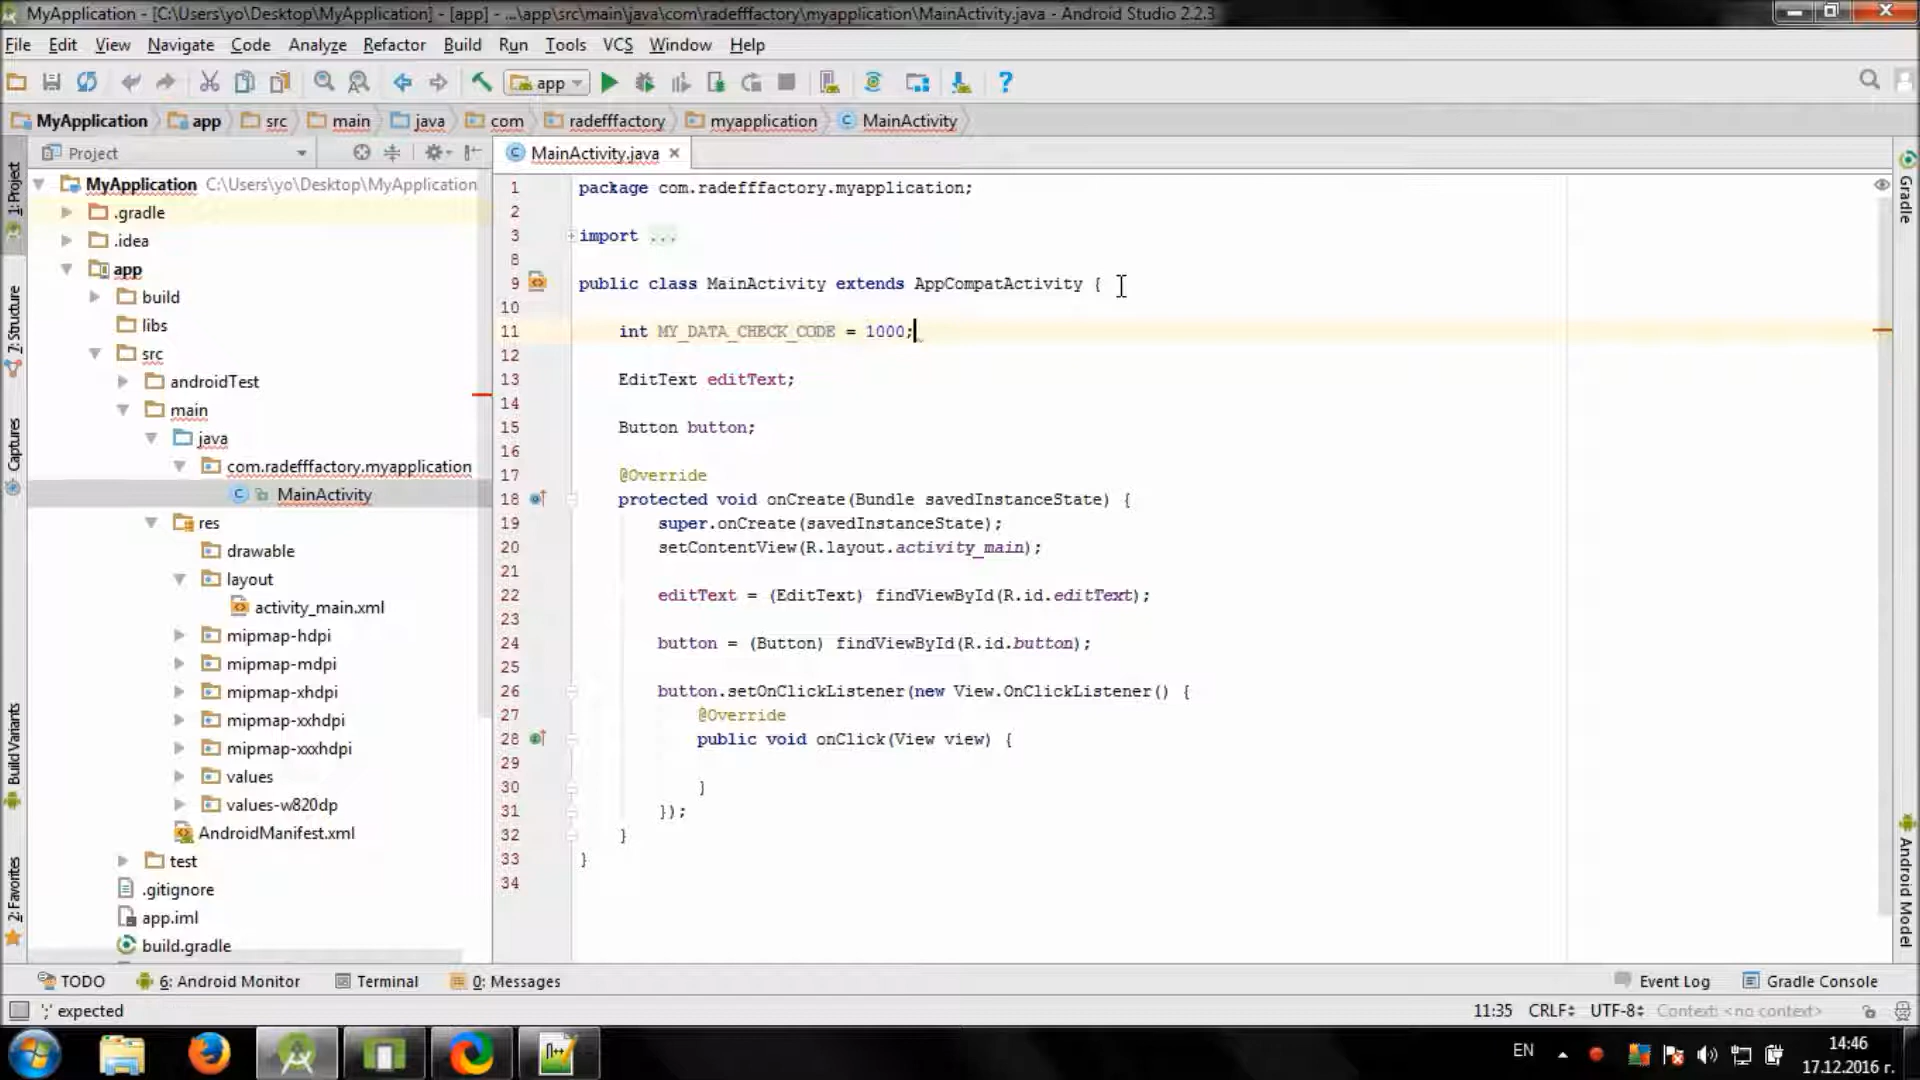 MyApplication - [C:\Users\yo\Desktop\MyApplication] - [app] - ...\app\src\main\java\com\radefffactory\myapplication\MainActivity.java - Android Studio 2.2.3
File Edit View Navigate Code Analyze Refactor Build Run Tools VCS Window Help
app
MyApplication app src main java com radefffactory myapplication MainActivity
Project
MainActivity.java
1: Project
7: Structure
Captures
Build Variants
2: Favorites
MyApplication C:\Users\yo\Desktop\MyApplication
.gradle
.idea
app
build
libs
src
androidTest
main
java
com.radefffactory.myapplication
MainActivity
res
drawable
layout
activity_main.xml
mipmap-hdpi
mipmap-mdpi
mipmap-xhdpi
mipmap-xxhdpi
mipmap-xxxhdpi
values
values-w820dp
AndroidManifest.xml
test
.gitignore
app.iml
build.gradle
1 package com.radefffactory.myapplication;
2
3 import ...
8
9 public class MainActivity extends AppCompatActivity {
10
11 int MY_DATA_CHECK_CODE = 1000;
12
13 EditText editText;
14
15 Button button;
16
17 @Override
18 protected void onCreate(Bundle savedInstanceState) {
19 super.onCreate(savedInstanceState);
20 setContentView(R.layout.activity_main);
21
22 editText = (EditText) findViewById(R.id.editText);
23
24 button = (Button) findViewById(R.id.button);
25
26 button.setOnClickListener(new View.OnClickListener() {
27 @Override
28 public void onClick(View view) {
29
30 }
31 });
32 }
33 }
34
Gradle
Android Model
TODO 6: Android Monitor Terminal 0: Messages Event Log Gradle Console
';' expected 11:35 CRLF UTF-8 Context: <no context>
EN 14:46
17.12.2016 г.